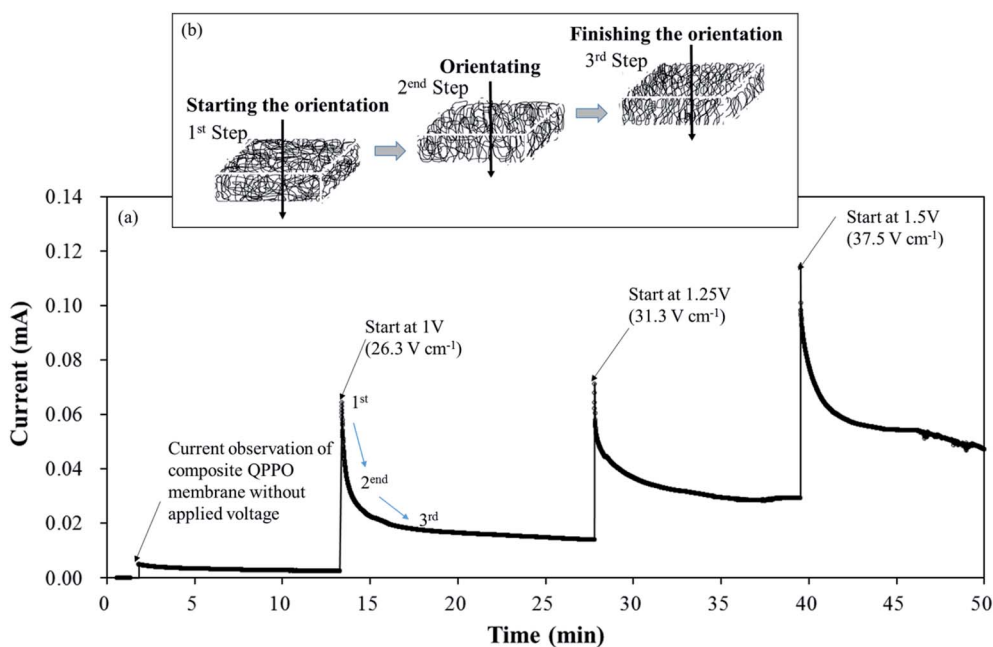 (b)
Starting the orientation
1st Step
Orientating
2end Step
Finishing the orientation
3rd Step
(a)
Current (mA)
0.14
0.12
0.10
0.08
0.06
0.04
0.02
0.00
Current observation of
composite QPPO
membrane without
applied voltage
Start at 1V
(26.3 V cm-1)
1st
2end
3rd
Start at 1.25V
(31.3 V cm-1)
Start at 1.5V
(37.5 V cm-1)
0 5 10 15 20 25 30 35 40 45 50
Time (min)